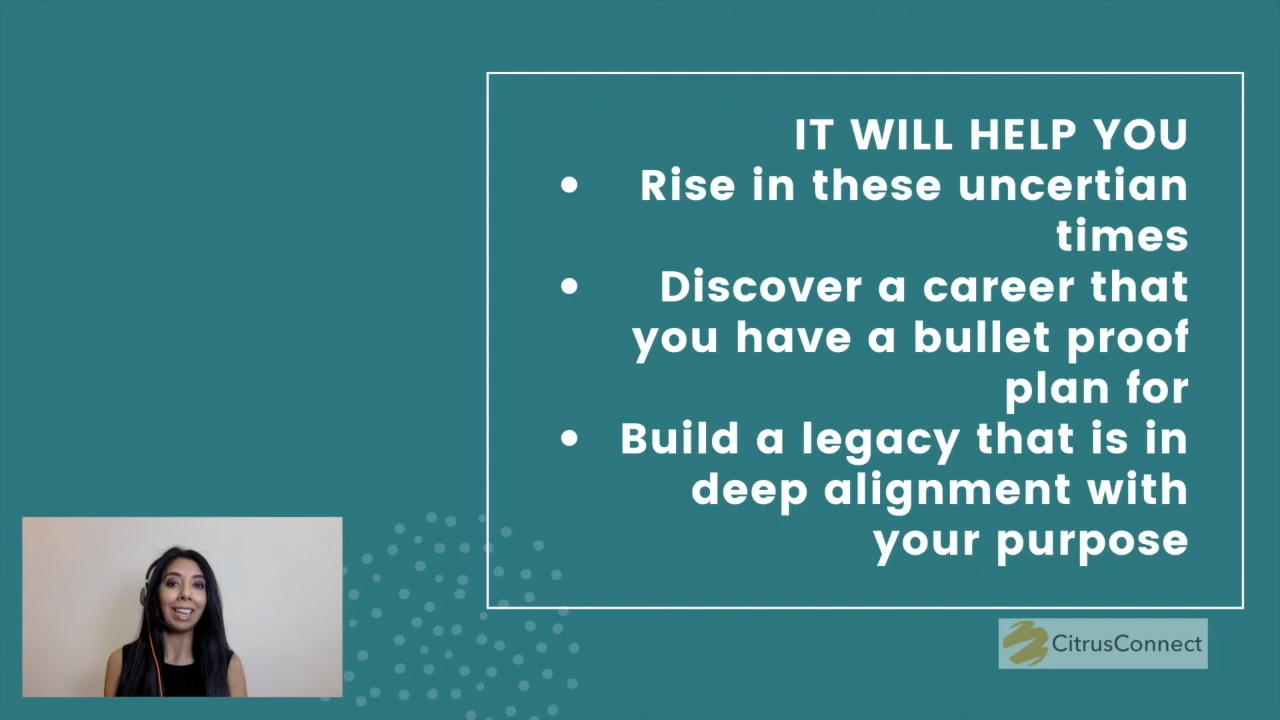 IT WILL HELP YOU
• Rise in these uncertian
times
• Discover a career that
you have a bullet proof
plan for
• Build a legacy that is in
deep alignment with
your purpose
CitrusConnect